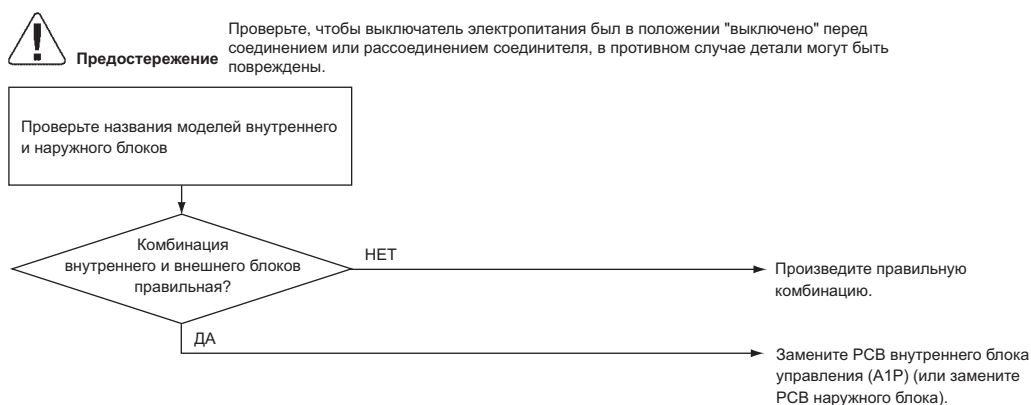 Предостережение
Проверьте, чтобы выключатель электропитания был в положении "выключено" перед
соединением или рассоединением соединителя, в противном случае детали могут быть
повреждены.
Проверьте названия моделей внутреннего
и наружного блоков
Комбинация
внутреннего и внешнего блоков
правильная?
НЕТ
Произведите правильную
комбинацию.
ДА
Замените PCB внутреннего блока
управления (A1P) (или замените
PCB наружного блока).